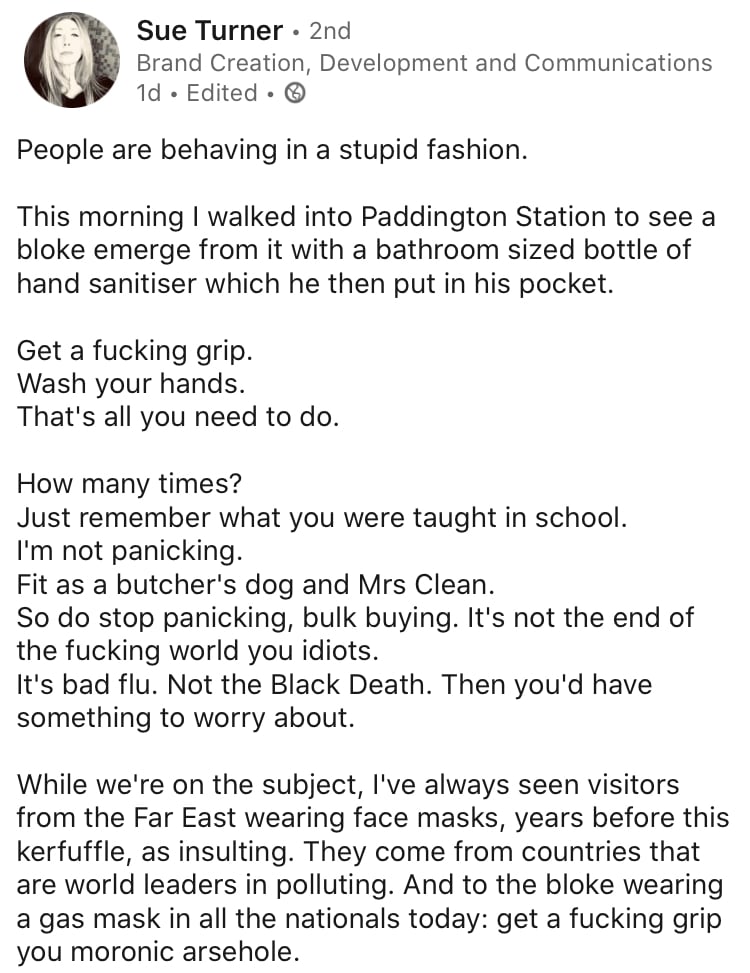 Sue Turner • 2nd
Brand Creation, Development and Communications
1d • Edited •
People are behaving in a stupid fashion.
This morning I walked into Paddington Station to see a
bloke emerge from it with a bathroom sized bottle of
hand sanitiser which he then put in his pocket.
Get a fucking grip.
Wash your hands.
That's all you need to do.
How many times?
Just remember what you were taught in school.
I'm not panicking.
Fit as a butcher's dog and Mrs Clean.
So do stop panicking, bulk buying. It's not the end of
the fucking world you idiots.
It's bad flu. Not the Black Death. Then you'd have
something to worry about.
While we're on the subject, I've always seen visitors
from the Far East wearing face masks, years before this
kerfuffle, as insulting. They come from countries that
are world leaders in polluting. And to the bloke wearing
a gas mask in all the nationals today: get a fucking grip
you moronic arsehole.